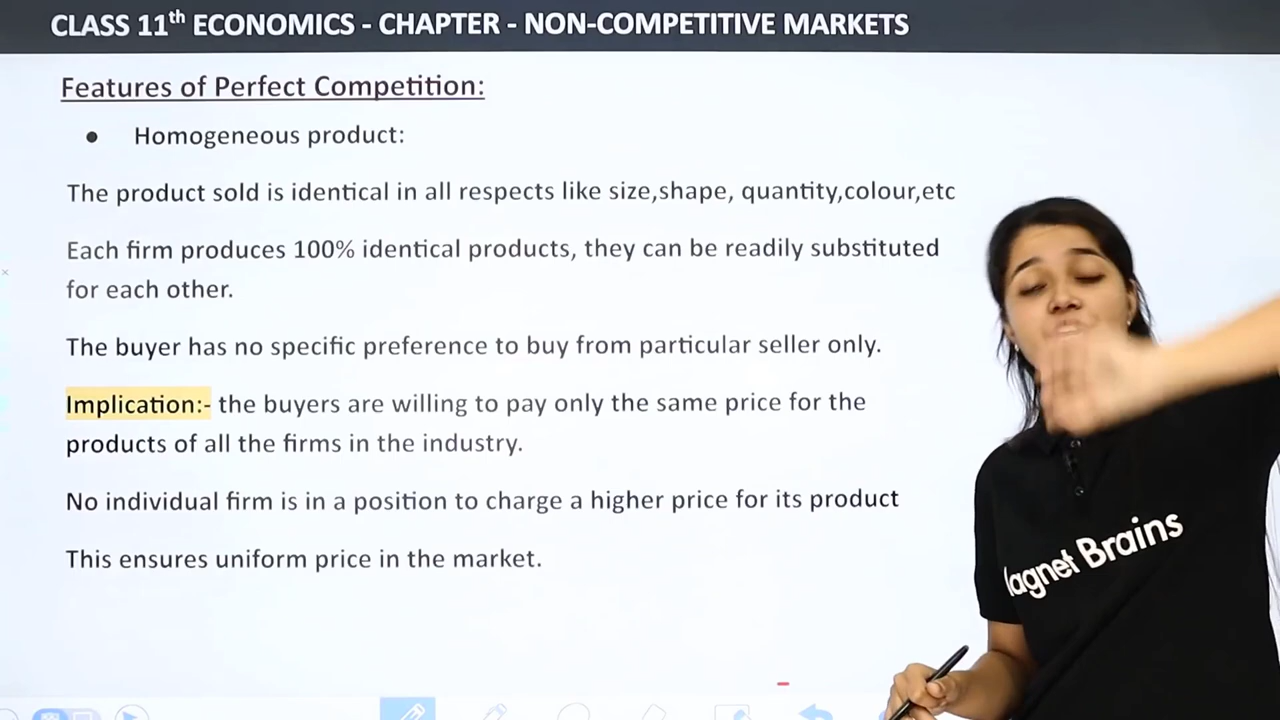 CLASS 11th ECONOMICS - CHAPTER - NON-COMPETITIVE MARKETS
Features of Perfect Competition:
● Homogeneous product:
The product sold is identical in all respects like size,shape, quantity,colour,etc
Each firm produces 100% identical products, they can be readily substituted
for each other.
The buyer has no specific preference to buy from particular seller only.
Implication:- the buyers are willing to pay only the same price for the
products of all the firms in the industry.
No individual firm is in a position to charge a higher price for its product
This ensures uniform price in the market.
agnet Brains